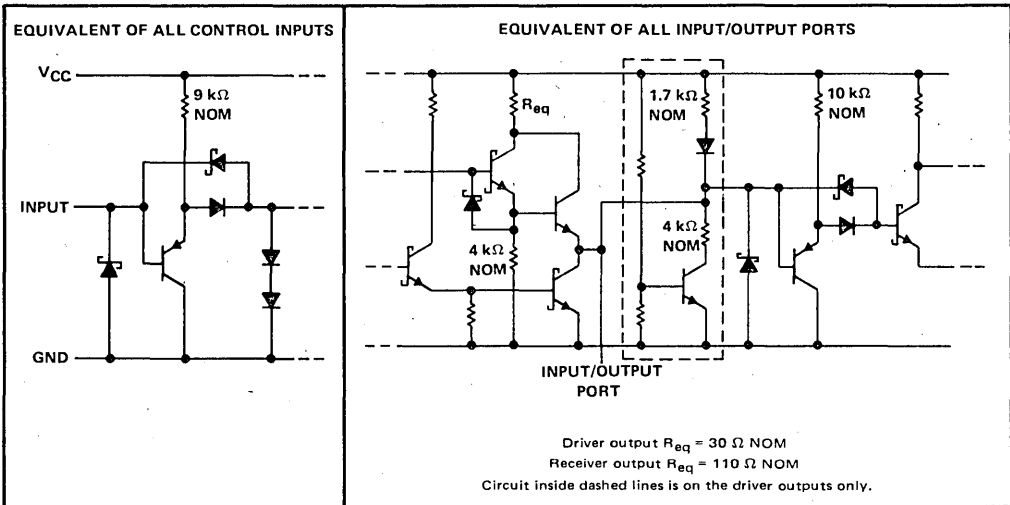 EQUIVALENT OF ALL CONTROL INPUTS
VCC
9 kΩ
NOM
INPUT
GND
EQUIVALENT OF ALL INPUT/OUTPUT PORTS
Req
1.7 kΩ
NOM
10 kΩ
NOM
4 kΩ
NOM
4 kΩ
NOM
INPUT/OUTPUT
PORT
Driver output Req = 30 Ω NOM
Receiver output Req = 110 Ω NOM
Circuit inside dashed lines is on the driver outputs only.